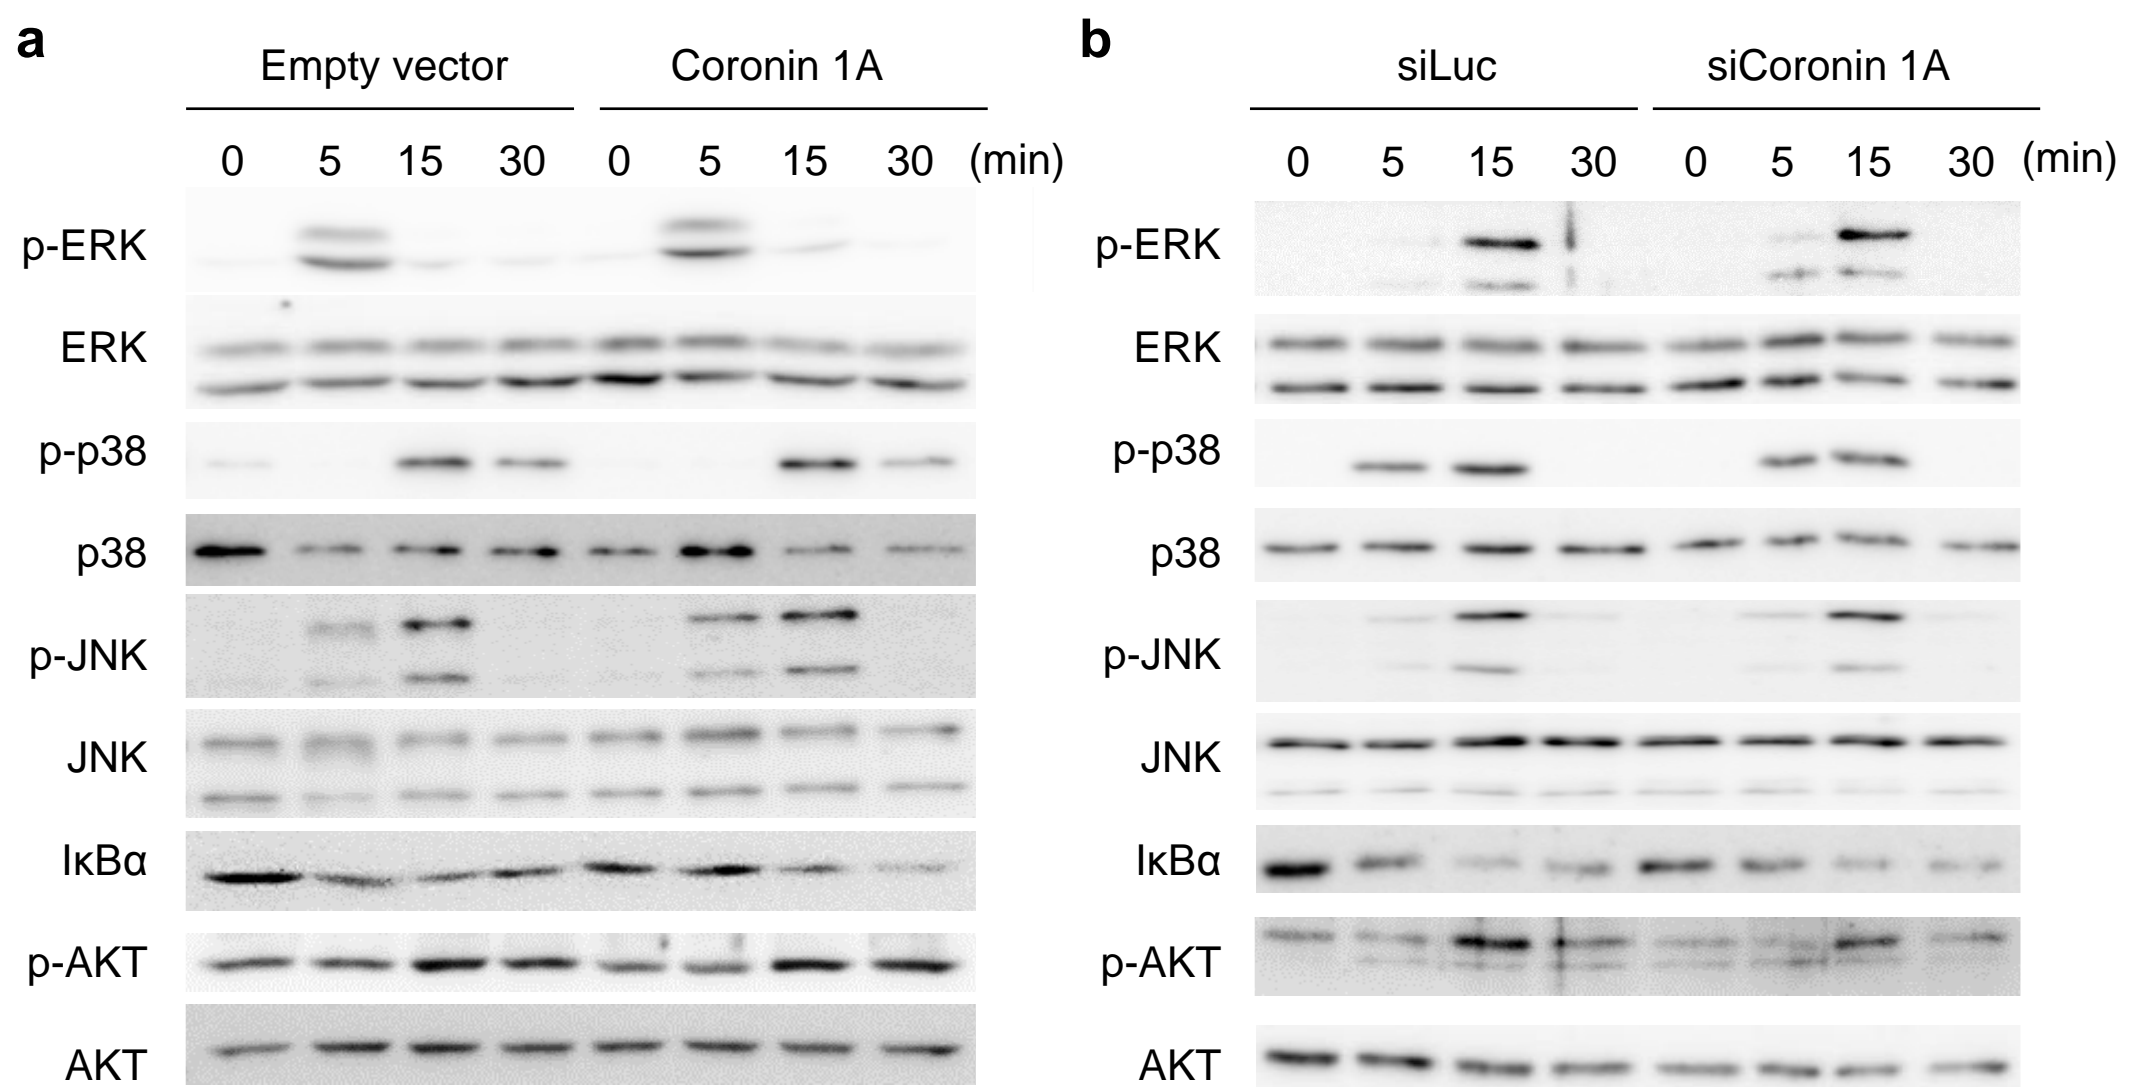 a
Empty vector Coronin 1A
0 5 15 30 0 5 15 30 (min)
p-ERK
ERK
p-p38
p38
p-JNK
JNK
IκBα
p-AKT
AKT
b
siLuc siCoronin 1A
0 5 15 30 0 5 15 30 (min)
p-ERK
ERK
p-p38
p38
p-JNK
JNK
IκBα
p-AKT
AKT